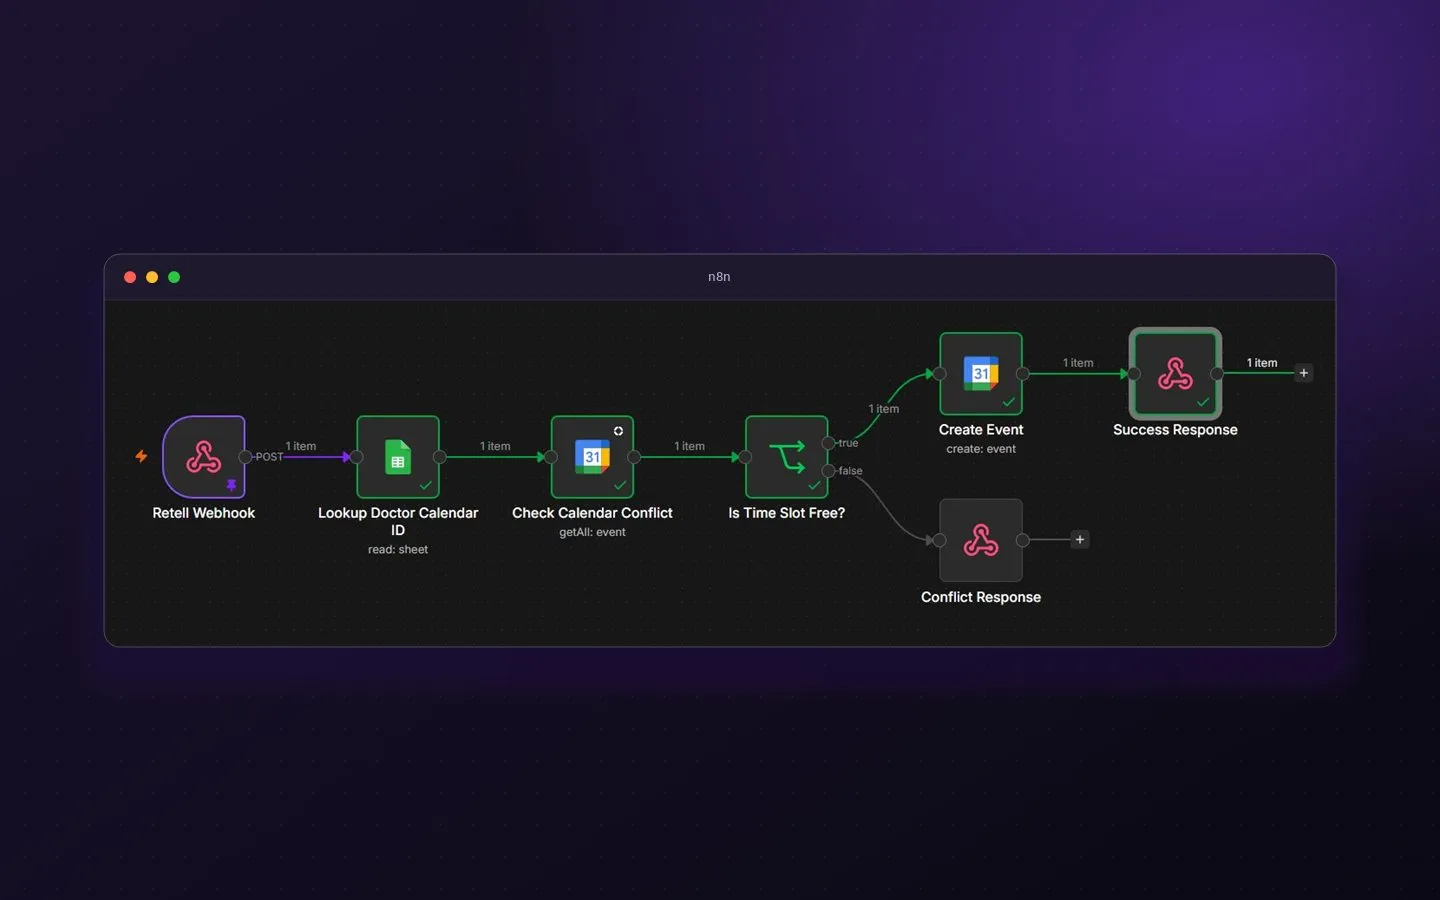 n8n
POST
1 item
Retell Webhook
Lookup Doctor Calendar
ID
read: sheet
1 item
31
Check Calendar Conflict
getAll: event
1 item
Is Time Slot Free?
true
false
1 item
31
Create Event
create: event
1 item
Success Response
1 item
+
Conflict Response
+